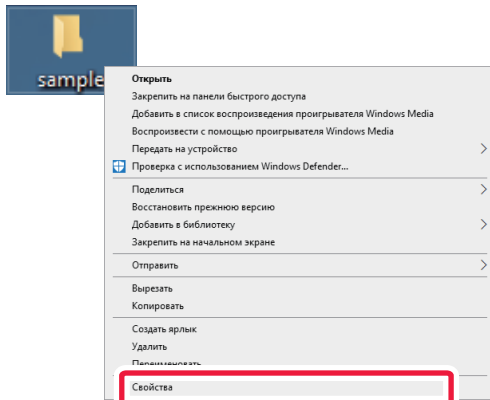 sample
Открыть
Закрепить на панели быстрого доступа
Добавить в список воспроизведения проигрывателя Windows Media
Воспроизвести с помощью проигрывателя Windows Media
Передать на устройство
Проверка с использованием Windows Defender...
Поделиться
Восстановить прежнюю версию
Добавить в библиотеку
Закрепить на начальном экране
Отправить
Вырезать
Копировать
Создать ярлык
Удалить
Переименовать
Свойства